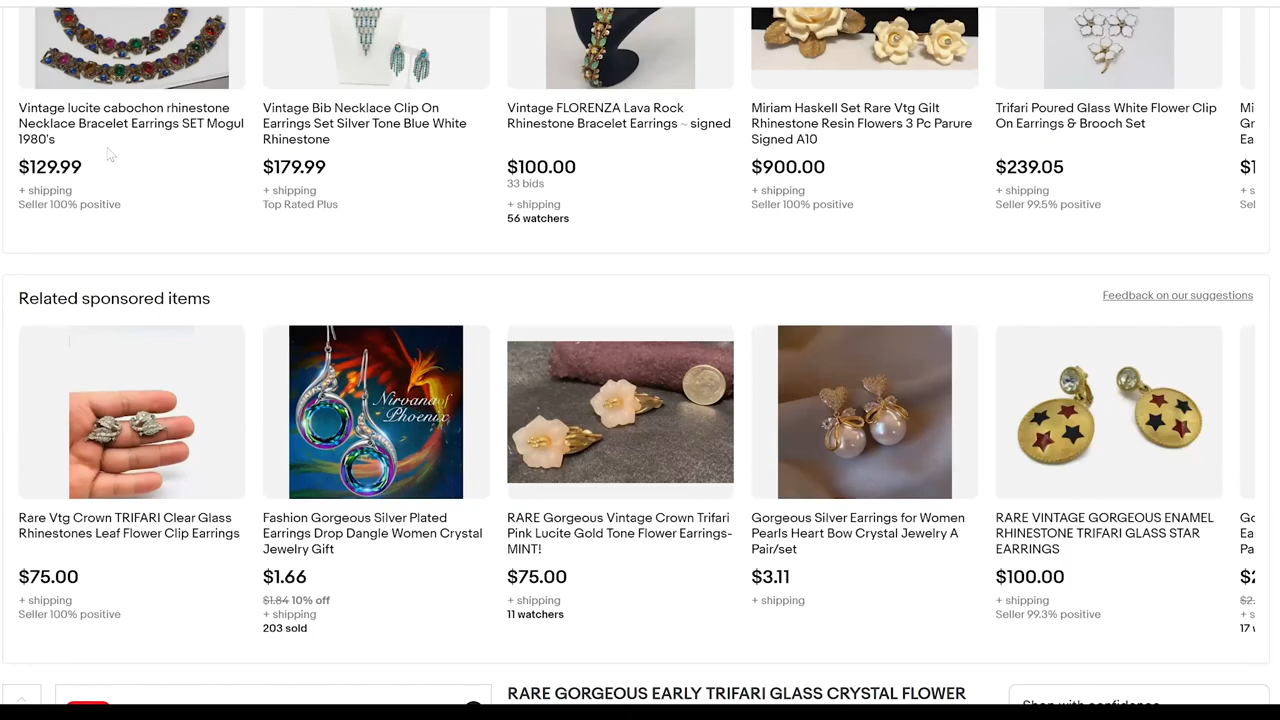 Vintage lucite cabochon rhinestone
Necklace Bracelet Earrings SET Mogul
1980's
$129.99
+ shipping
Seller 100% positive
Vintage Bib Necklace Clip On
Earrings Set Silver Tone Blue White
Rhinestone
$179.99
+ shipping
Top Rated Plus
Vintage FLORENZA Lava Rock
Rhinestone Bracelet Earrings ~ signed
$100.00
33 bids
+ shipping
56 watchers
Miriam Haskell Set Rare Vtg Gilt
Rhinestone Resin Flowers 3 Pc Parure
Signed A10
$900.00
+ shipping
Seller 100% positive
Trifari Poured Glass White Flower Clip
On Earrings & Brooch Set
$239.05
+ shipping
Seller 99.5% positive
Related sponsored items
Feedback on our suggestions
Nirvana of
Phoenix
Rare Vtg Crown TRIFARI Clear Glass
Rhinestones Leaf Flower Clip Earrings
$75.00
+ shipping
Seller 100% positive
Fashion Gorgeous Silver Plated
Earrings Drop Dangle Women Crystal
Jewelry Gift
$1.66
$1.84 10% off
+ shipping
203 sold
RARE Gorgeous Vintage Crown Trifari
Pink Lucite Gold Tone Flower Earrings-
MINT!
$75.00
+ shipping
11 watchers
Gorgeous Silver Earrings for Women
Pearls Heart Bow Crystal Jewelry A
Pair/set
$3.11
+ shipping
RARE VINTAGE GORGEOUS ENAMEL
RHINESTONE TRIFARI GLASS STAR
EARRINGS
$100.00
+ shipping
Seller 99.3% positive
RARE GORGEOUS EARLY TRIFARI GLASS CRYSTAL FLOWER
Shop with confidence